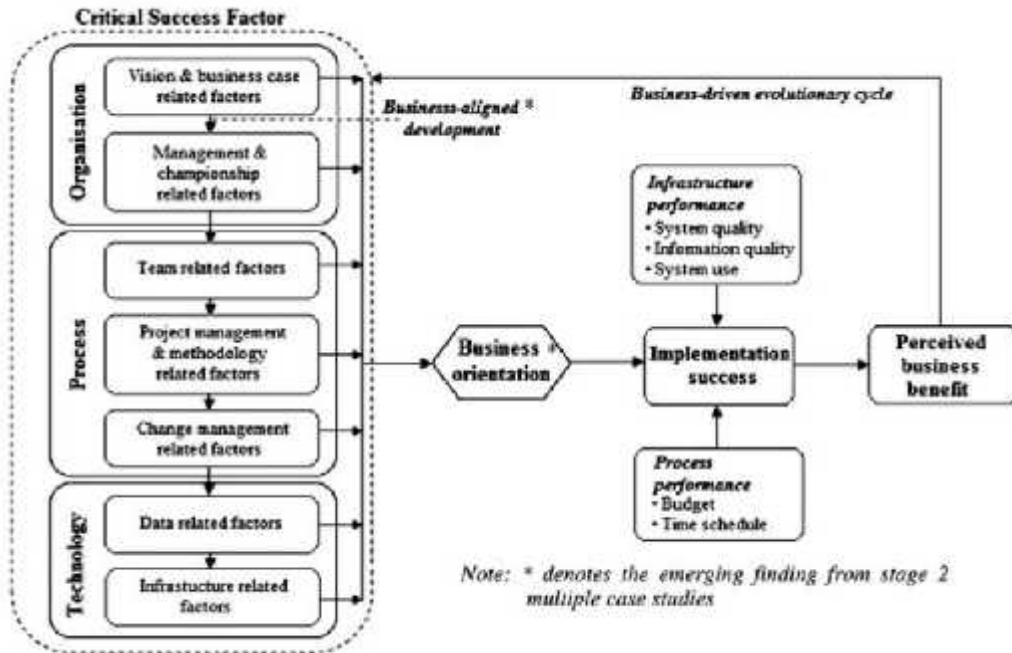 Critical Success Factor
Organisation
Vision & business case
related factors
Businesss-aligned *
development
Management &
championship
related factors
Process
Team related factors
Project management
& methodology
related factors
Change management
related factors
Technology
Data related factors
Infrastucture related
factors
Business *
orientation
Business-driven evolutionary cycle
Infrastructure
performance
• System quality
• Information quality
• System use
Implementation
success
Perceived
business
benefit
Process
performance
• Budget
• Time schedule
Note: * denotes the emerging finding from stage 2
multiple case studies